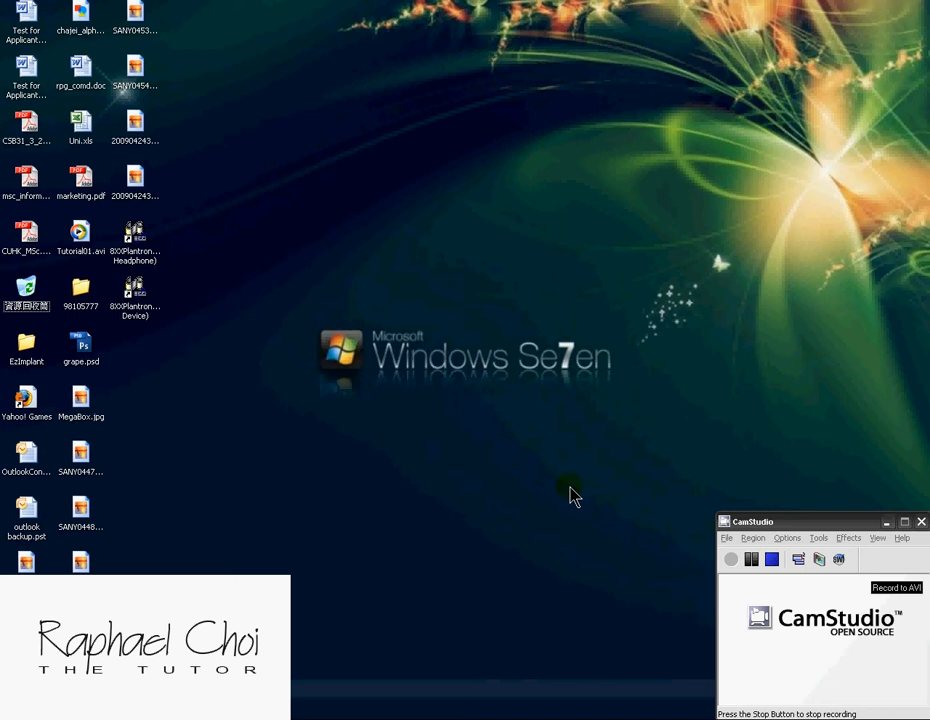 Test for
Applicant...
chajei_alph...
SANY0453...
Test for
Applicant...
rpg_comd.doc
SANY0454...
CSB31_3_2...
Uni.xls
200904243...
msc_inform...
marketing.pdf
200904243...
CUHK_MSc...
Tutorial01.avi
8XXPlantron...
Headphone)
資源回收筒
98105777
8XXPlantron...
Device)
EzImplant
grape.psd
Yahoo! Games
MegaBox.jpg
OutlookCon...
SANY0447...
outlook
backup.pst
SANY0448...
Microsoft
Windows Se7en
CamStudio
File Region Options Tools Effects View Help
Record to AVI
CamStudio™
OPEN SOURCE
Press the Stop Button to stop recording
Raphael Choi
THE TUTOR